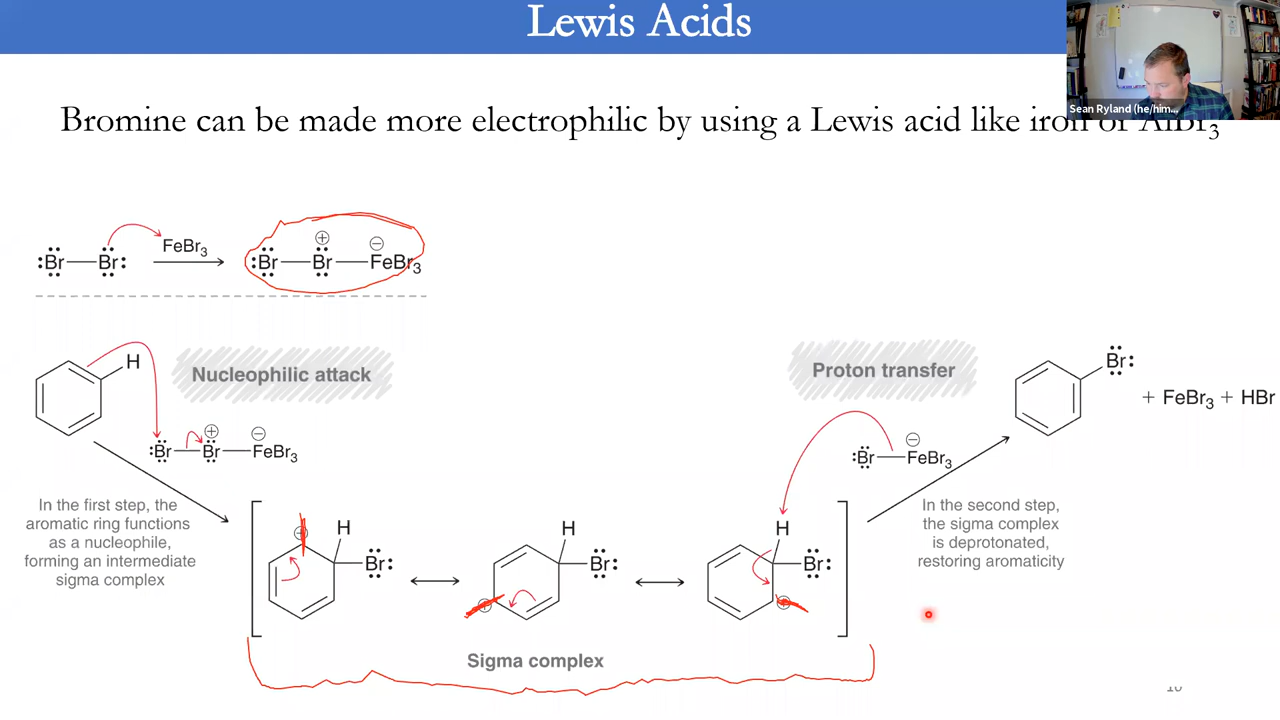 Lewis Acids
Sean Ryland (he/him...
Bromine can be made more electrophilic by using a Lewis acid like iron or AlBr3
:Br—Br: FeBr3 :Br—Br—FeBr3
⊕ ⊖
H
Nucleophilic attack
:Br—Br—FeBr3
⊕ ⊖
Proton transfer
:Br—FeBr3
⊖
Br:
+ FeBr3 + HBr
In the first step, the
aromatic ring functions
as a nucleophile,
forming an intermediate
sigma complex
H Br: ⊕
H Br: ⊕
H Br: ⊕
In the second step,
the sigma complex
is deprotonated,
restoring aromaticity
Sigma complex